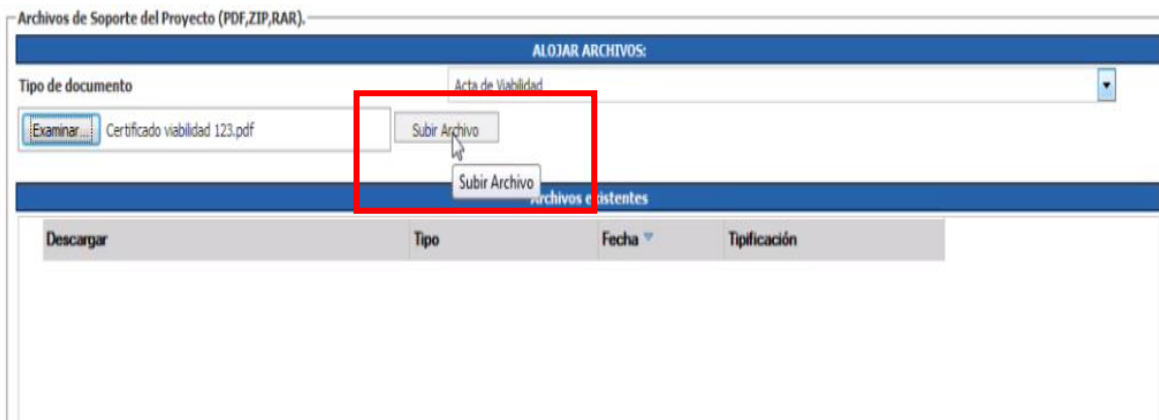 Archivos de Soporte del Proyecto (PDF,ZIP,RAR).
ALOJAR ARCHIVOS:
Tipo de documento Acta de Viabilidad
Examinar... Certificado viabilidad 123.pdf Subir Archivo
Subir Archivo
Archivos existentes
Descargar Tipo Fecha Tipificación